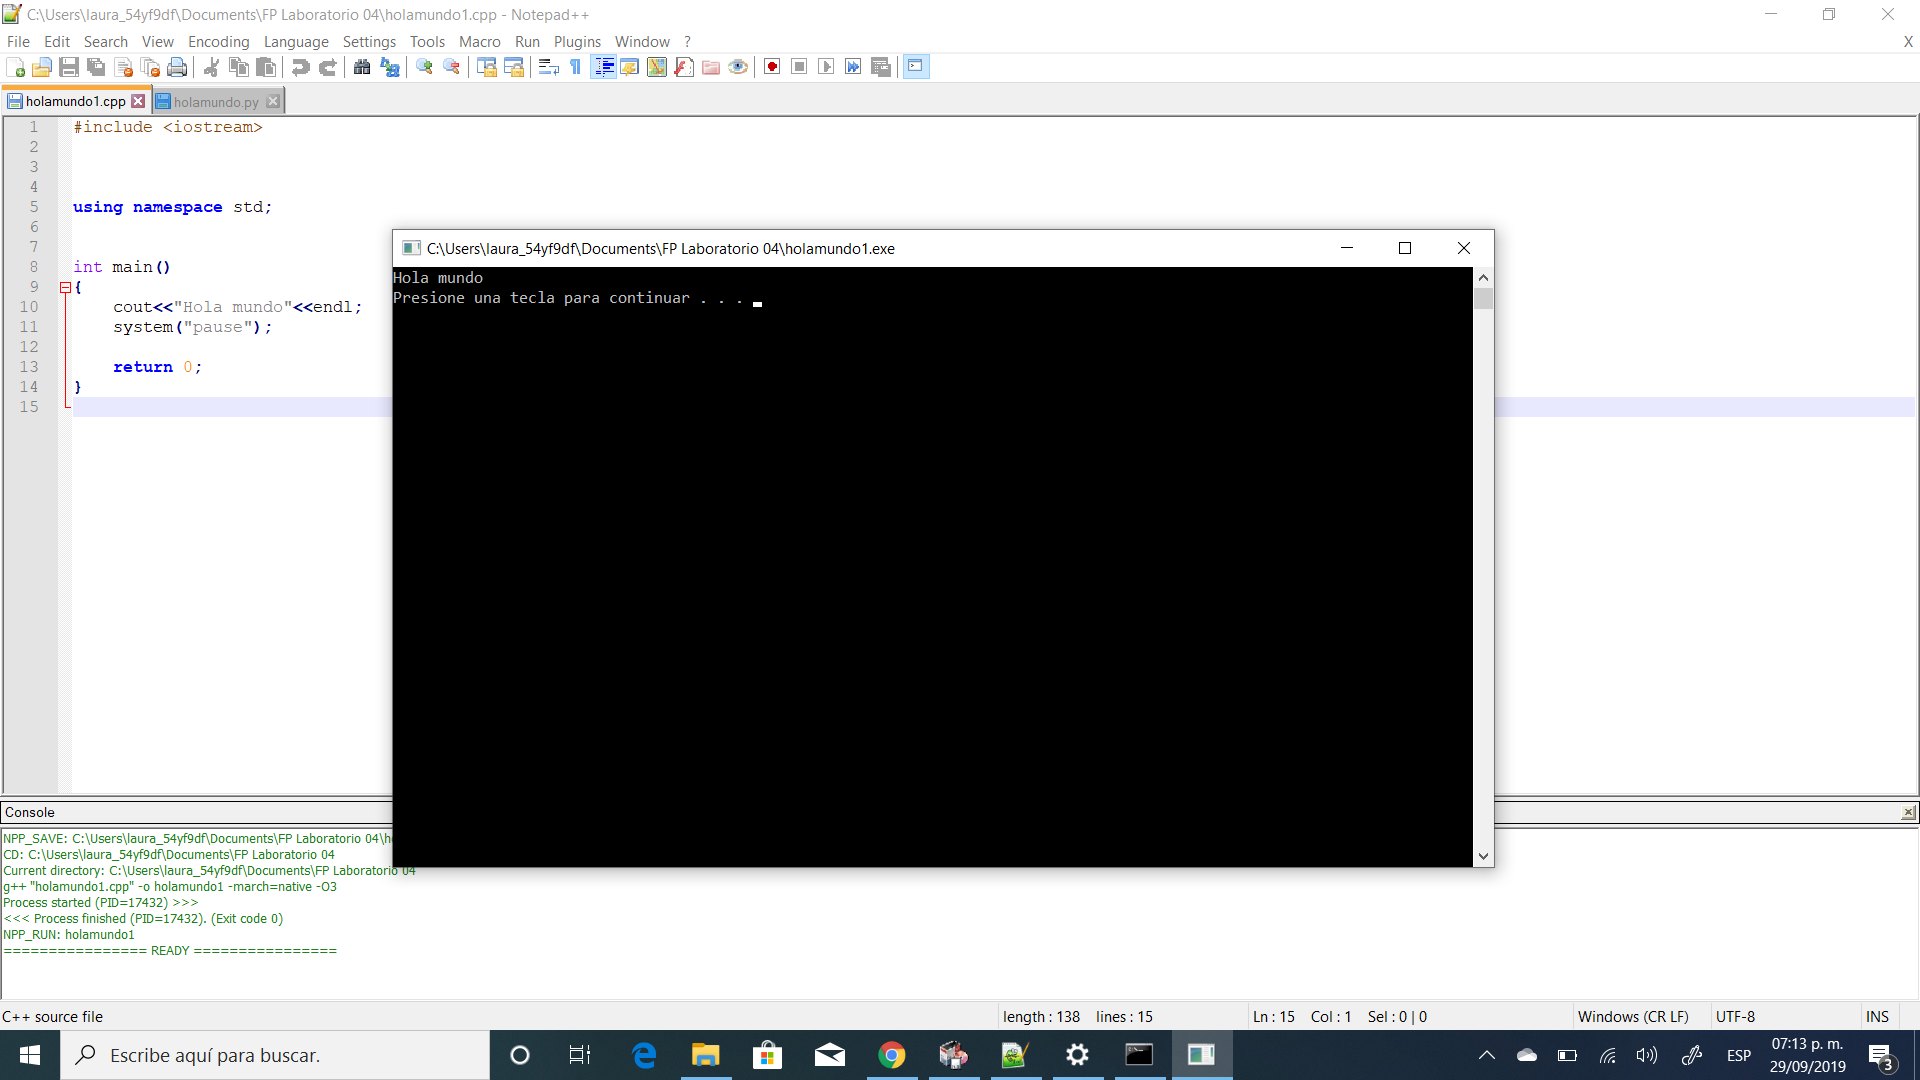 C:\Users\laura_54yf9df\Documents\FP Laboratorio 04\holamundo1.cpp - Notepad++
File Edit Search View Encoding Language Settings Tools Macro Run Plugins Window ? X
holamundo1.cpp holamundo.py
1 #include <iostream>
2
3
4
5 using namespace std;
6
7
8 int main()
9 {
10 cout<<"Hola mundo"<<endl;
11 system("pause");
12
13 return 0;
14 }
15
C:\Users\laura_54yf9df\Documents\FP Laboratorio 04\holamundo1.exe
Hola mundo
Presione una tecla para continuar . . .
Console
NPP_SAVE: C:\Users\laura_54yf9df\Documents\FP Laboratorio 04\h
CD: C:\Users\laura_54yf9df\Documents\FP Laboratorio 04
Current directory: C:\Users\laura_54yf9df\Documents\FP Laboratorio 04
g++ "holamundo1.cpp" -o holamundo1 -march=native -O3
Process started (PID=17432) >>>
<<< Process finished (PID=17432). (Exit code 0)
NPP_RUN: holamundo1
================ READY ================
C++ source file length : 138 lines : 15 Ln : 15 Col : 1 Sel : 0 | 0 Windows (CR LF) UTF-8 INS
Escribe aquí para buscar.
ESP
07:13 p. m.
29/09/2019
3